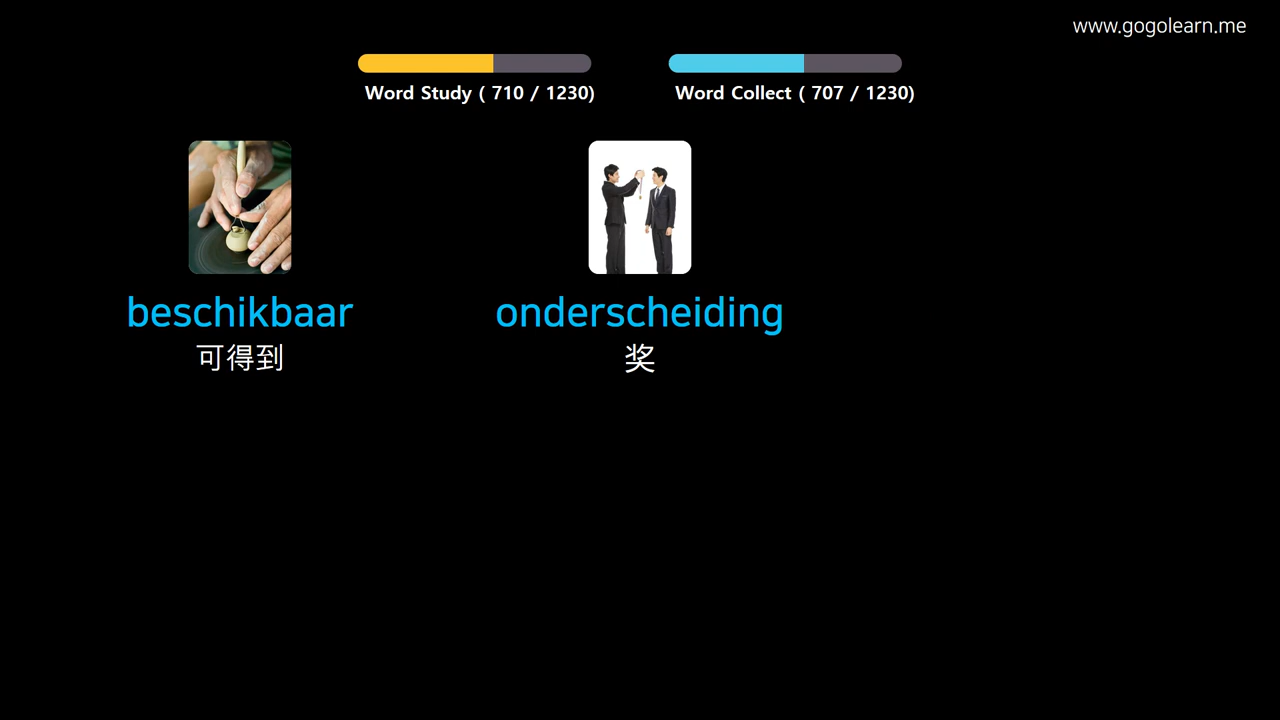 www.gogolearn.me
Word Study ( 710 / 1230)
Word Collect ( 707 / 1230)
beschikbaar
onderscheiding
可得到
奖